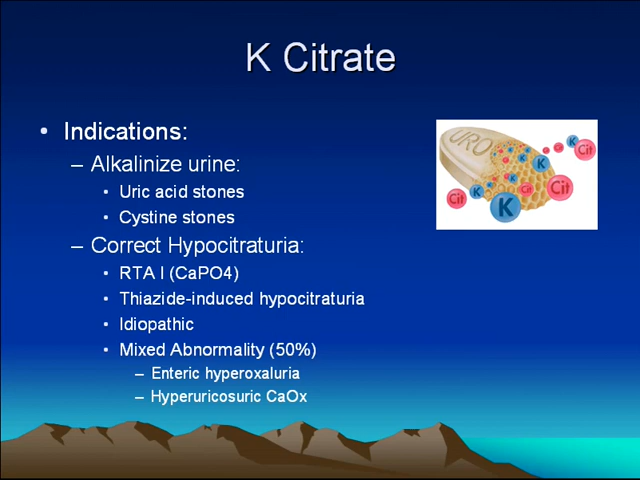 K Citrate
• Indications:
– Alkalinize urine:
• Uric acid stones
• Cystine stones
– Correct Hypocitraturia:
• RTA I (CaPO4)
• Thiazide-induced hypocitraturia
• Idiopathic
• Mixed Abnormality (50%)
– Enteric hyperoxaluria
– Hyperuricosuric CaOx
URO
K
Cit
K
Cit
K
Cit
K
Cit